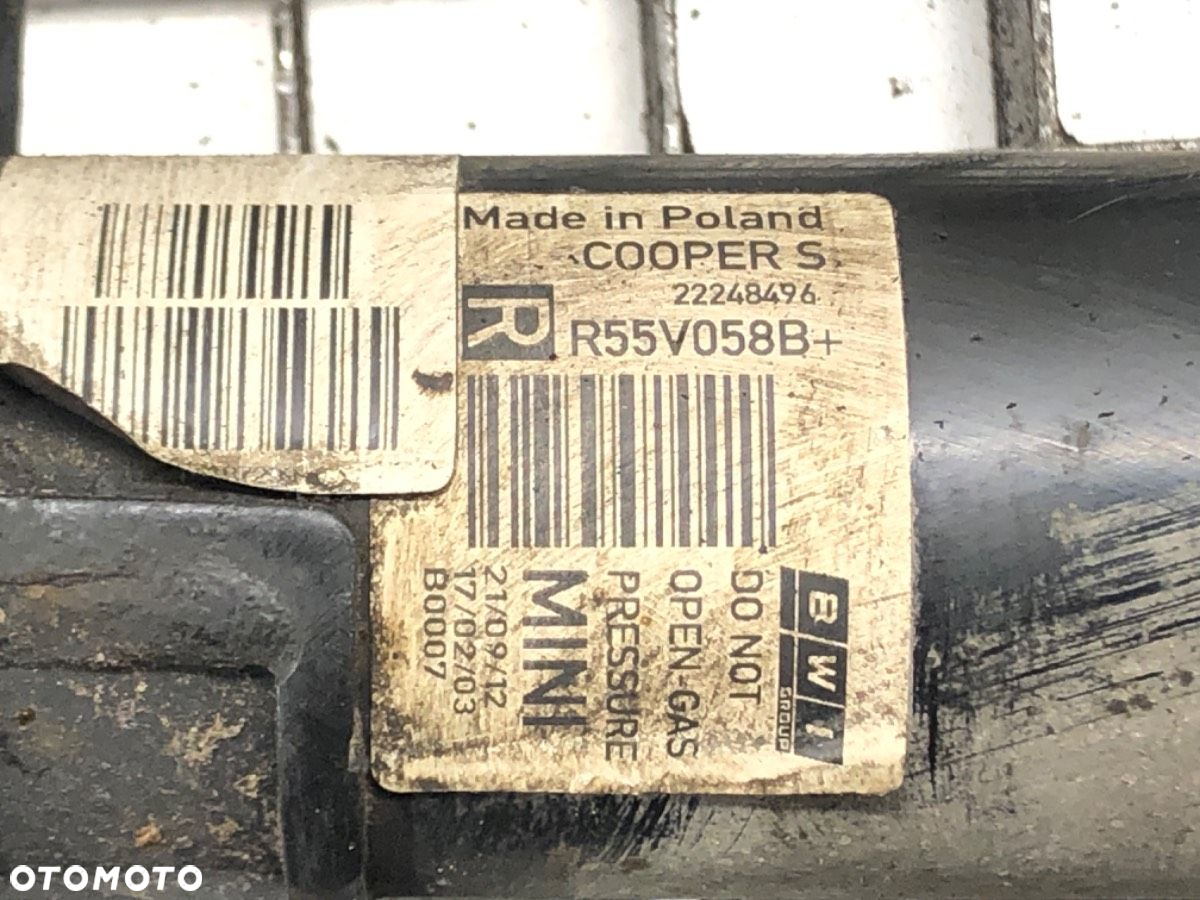 Made in Poland
COOPER S
22248496
R
R55V058B+
BWI
GROUP
DO NOT
OPEN-GAS
PRESSURE
MINI
21/09/12
17/02/03
B0007
OTOMOTO